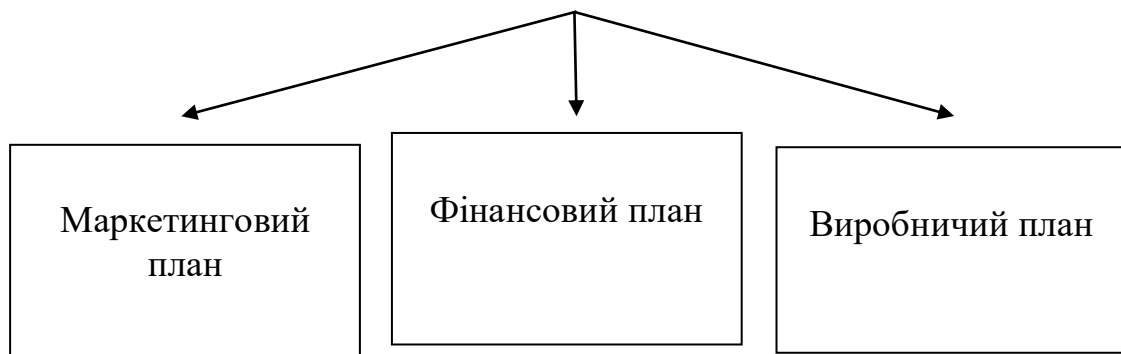 Маркетинговий
план
Фінансовий план
Виробничий план